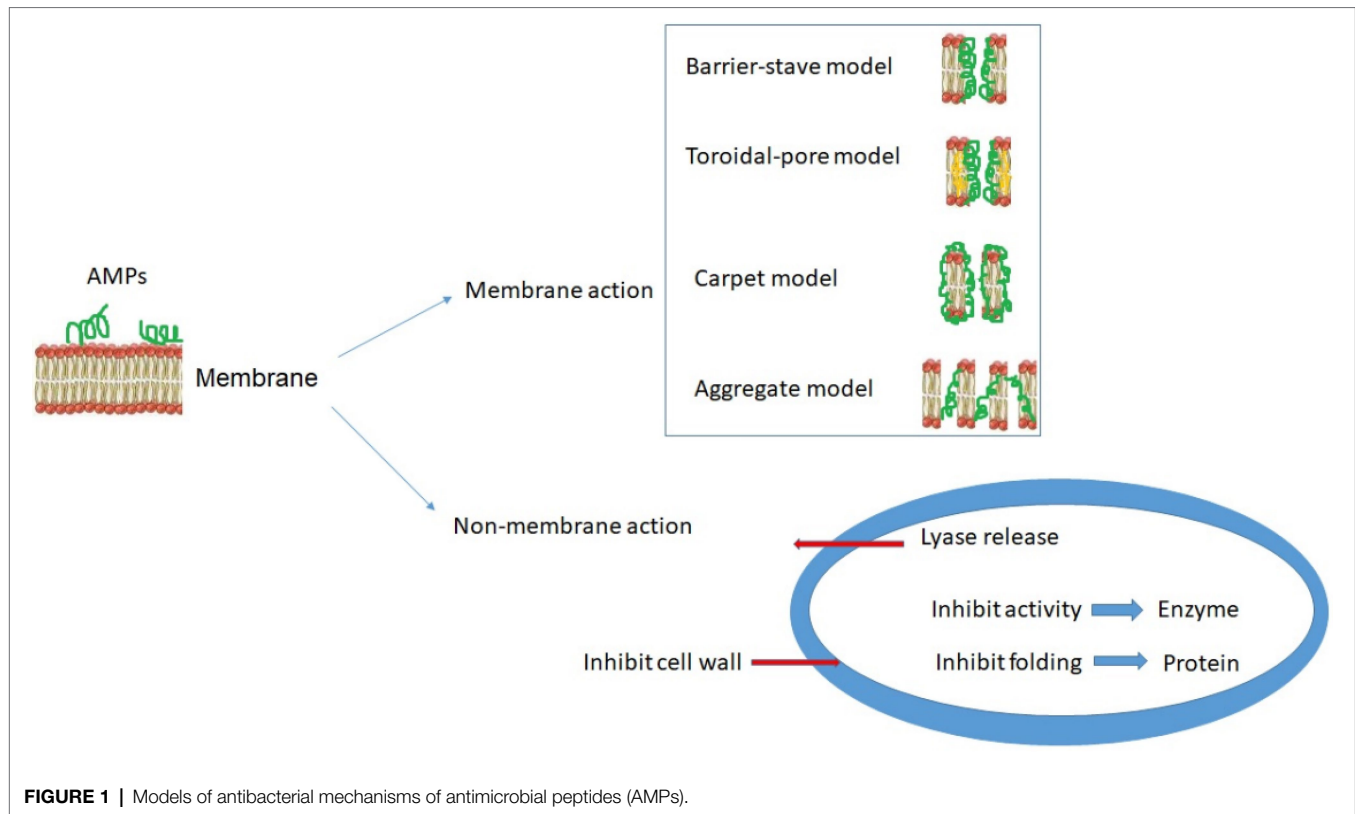 Barrier-stave model
Toroidal-pore model
AMPs
Membrane action
Carpet model
Membrane
Aggregate model
Non-membrane action
Lyase release
Inhibit activity
Enzyme
Inhibit cell wall
Inhibit folding
Protein
FIGURE 1 | Models of antibacterial mechanisms of antimicrobial peptides (AMPs).